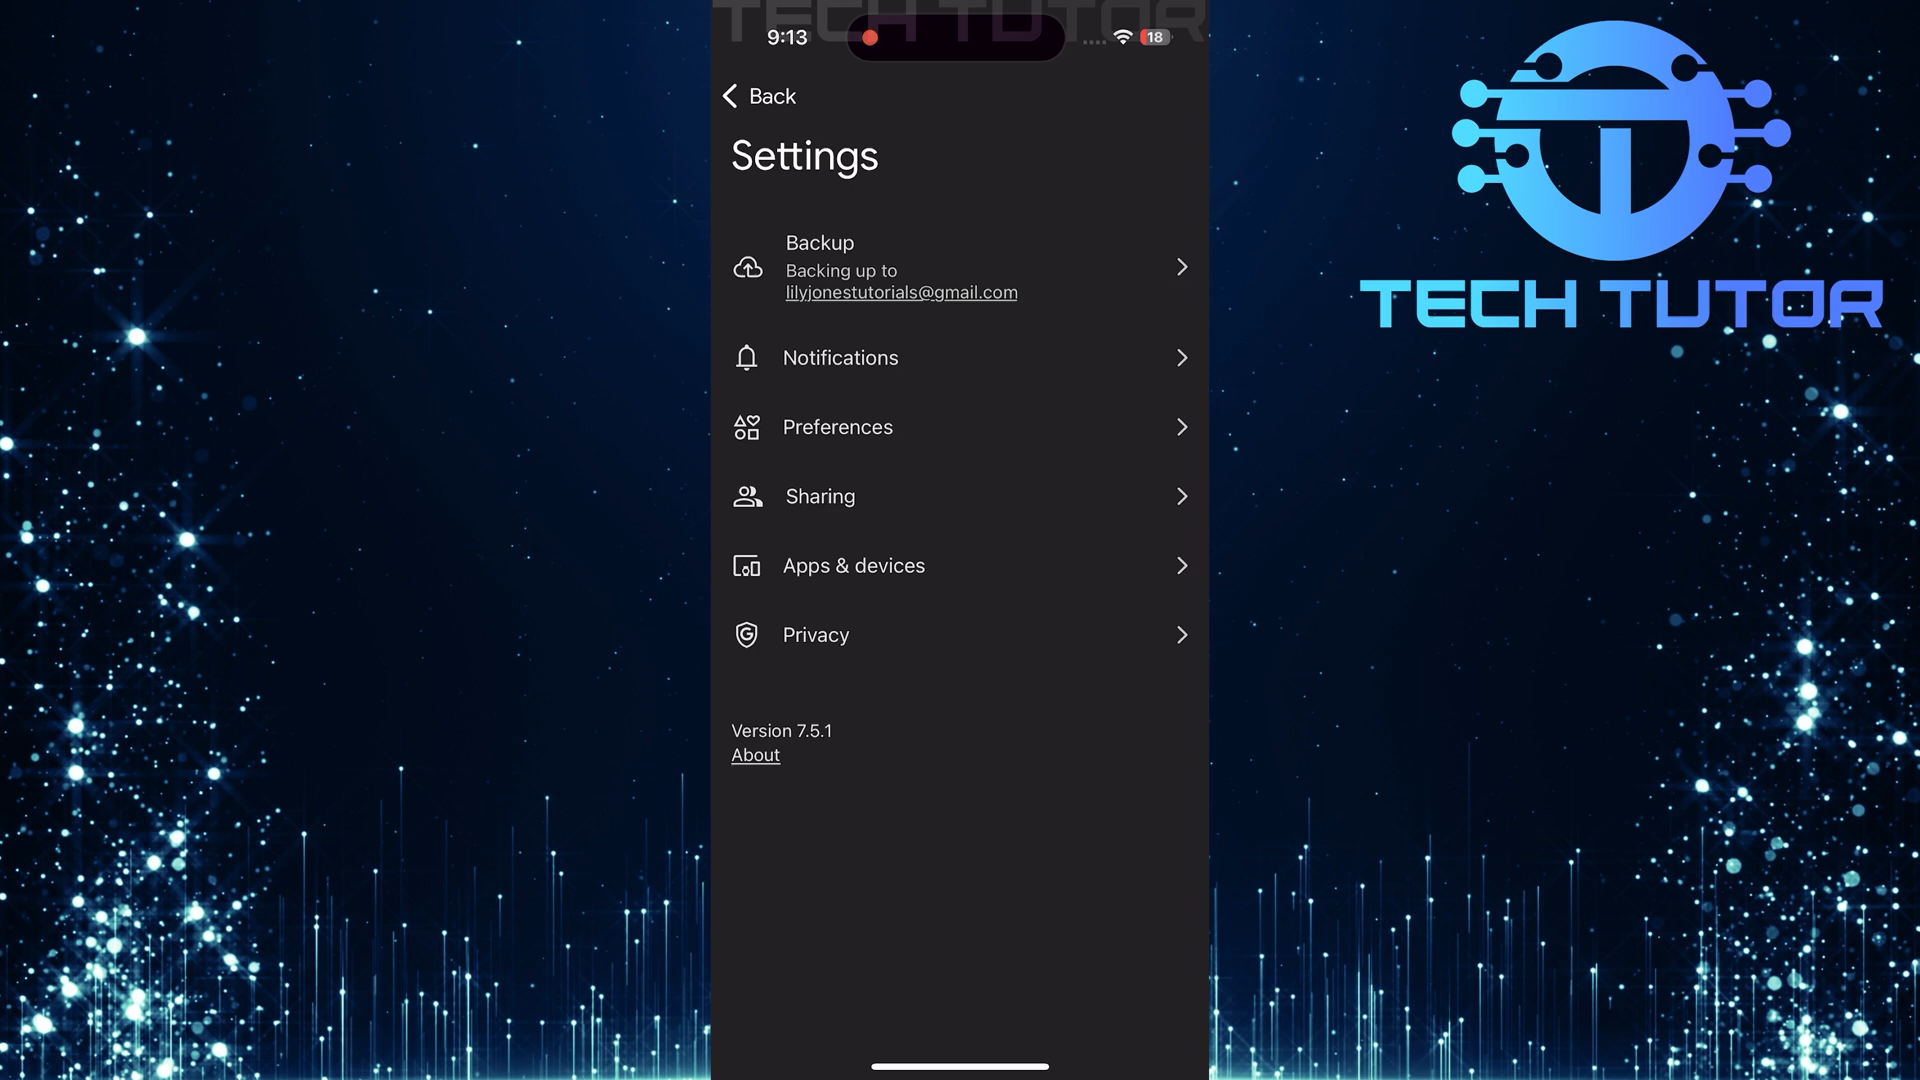 TECH TUTOR
9:13
18
Back
Settings
Backup
Backing up to
lilyjonestutorials@gmail.com
Notifications
Preferences
Sharing
Apps & devices
Privacy
Version 7.5.1
About
TECH TUTOR